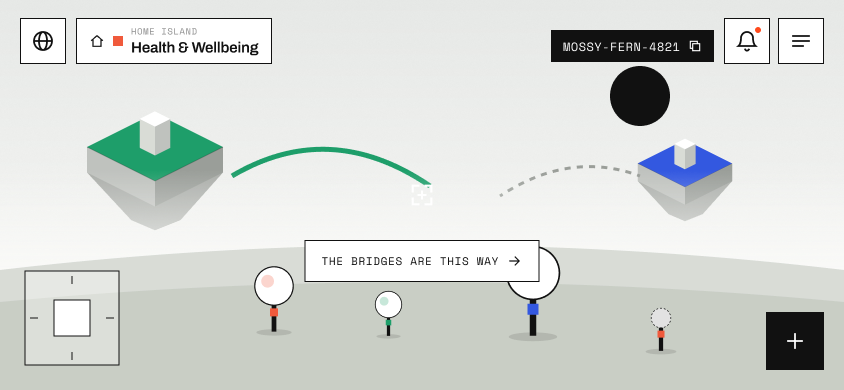 HOME ISLAND
Health & Wellbeing
MOSSY-FERN-4821
THE BRIDGES ARE THIS WAY